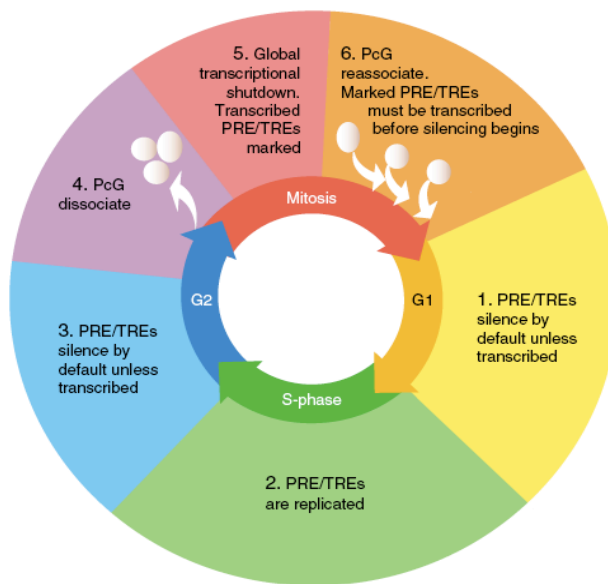 5. Global
transcriptional
shutdown.
Transcribed
PRE/TREs
marked
6. PcG
reassociate.
Marked PRE/TREs
must be transcribed
before silencing begins
4. PcG
dissociate
Mitosis
G2
G1
S-phase
1. PRE/TREs
silence by
default unless
transcribed
3. PRE/TREs
silence by
default unless
transcribed
2. PRE/TREs
are replicated